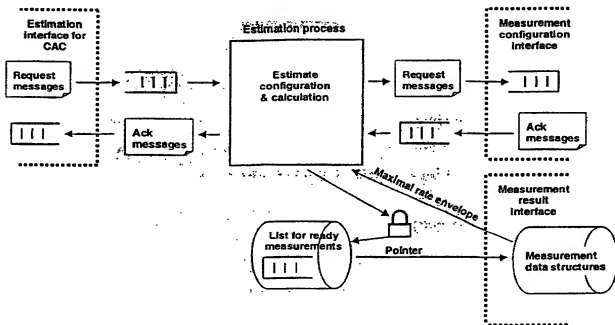 Estimation
interface for
CAC
Estimation process
Measurement
configuration
interface
Request
messages
Estimate
configuration
& calculation
Request
messages
Ack
messages
Ack
messages
Maximal rate envelope
Measurement
result
interface
List for ready
measurements
Pointer
Measurement
data structures